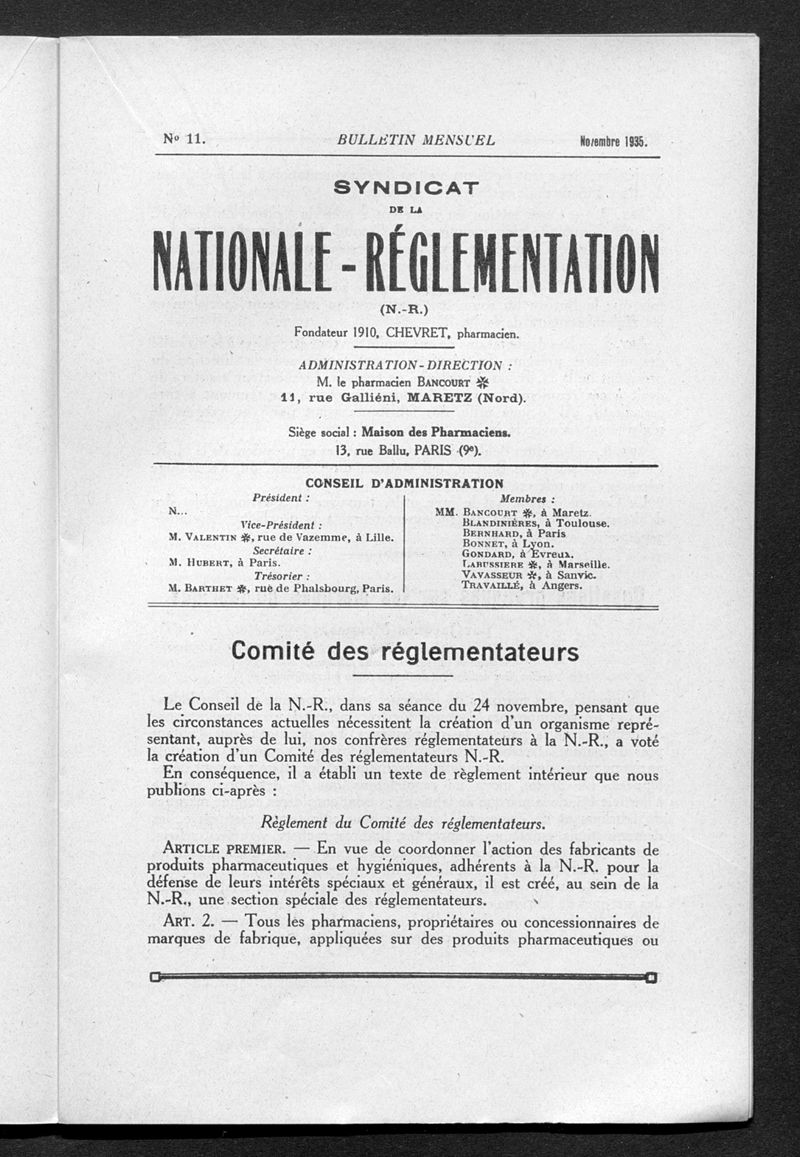 Nº 11.
BULLETIN MENSUEL
Novembre 1935.
SYNDICAT
DE LA
NATIONALE-RÉGLEMENTATION
(N.-R.)
Fondateur 1910, CHEVRET, pharmacien.
ADMINISTRATION-DIRECTION :
M. le pharmacien BANCOURT ✻
11, rue Galliéni, MARETZ (Nord).
Siège social : Maison des Pharmaciens.
13, rue Ballu, PARIS (9e).
CONSEIL D'ADMINISTRATION
Président :
N...
Vice-Président :
M. VALENTIN ✻, rue de Vazemme, à Lille.
Secrétaire :
M. HUBERT, à Paris.
Trésorier :
M. BARTHET ✻, rue de Phalsbourg, Paris.
Membres :
MM. BANCOURT ✻, à Maretz.
BLANDINIÈRES, à Toulouse.
BERNHARD, à Paris
BONNET, à Lyon.
GONDARD, à Evreux.
LABUSSIERE ✻, à Marseille.
VAVASSEUR ✻, à Sanvic.
TRAVAILLÉ, à Angers.
Comité des réglementateurs
Le Conseil de la N.-R., dans sa séance du 24 novembre, pensant que
les circonstances actuelles nécessitent la création d'un organisme repré-
sentant, auprès de lui, nos confrères réglementateurs à la N.-R., a voté
la création d'un Comité des réglementateurs N.-R.
En conséquence, il a établi un texte de règlement intérieur que nous
publions ci-après :
Règlement du Comité des réglementateurs.
ARTICLE PREMIER. — En vue de coordonner l'action des fabricants de
produits pharmaceutiques et hygiéniques, adhérents à la N.-R. pour la
défense de leurs intérêts spéciaux et généraux, il est créé, au sein de la
N.-R., une section spéciale des réglementateurs.
ART. 2. — Tous les pharmaciens, propriétaires ou concessionnaires de
marques de fabrique, appliquées sur des produits pharmaceutiques ou